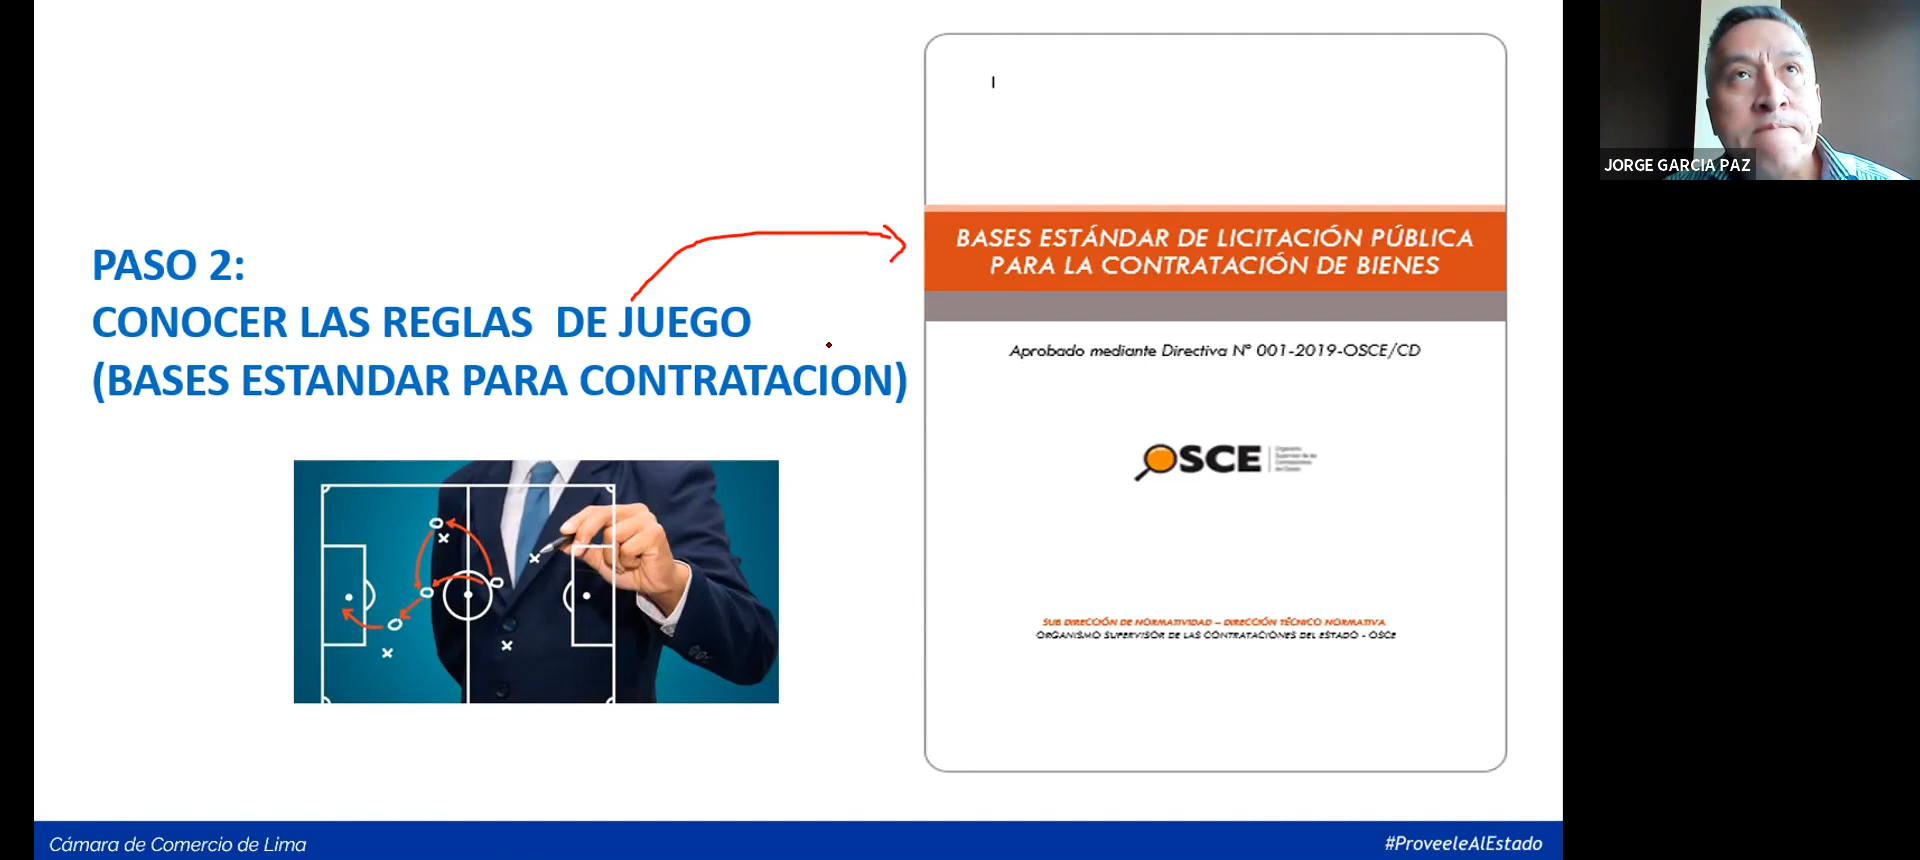 PASO 2:
CONOCER LAS REGLAS DE JUEGO
(BASES ESTANDAR PARA CONTRATACION)
BASES ESTÁNDAR DE LICITACIÓN PÚBLICA
PARA LA CONTRATACIÓN DE BIENES
Aprobado mediante Directiva Nº 001-2019-OSCE/CD
OSCE
SUB DIRECCIÓN DE NORMATIVIDAD – DIRECCIÓN TÉCNICO NORMATIVA
ORGANISMO SUPERVISOR DE LAS CONTRATACIONES DEL ESTADO - OSCE
Cámara de Comercio de Lima
#ProveeleAlEstado
JORGE GARCIA PAZ